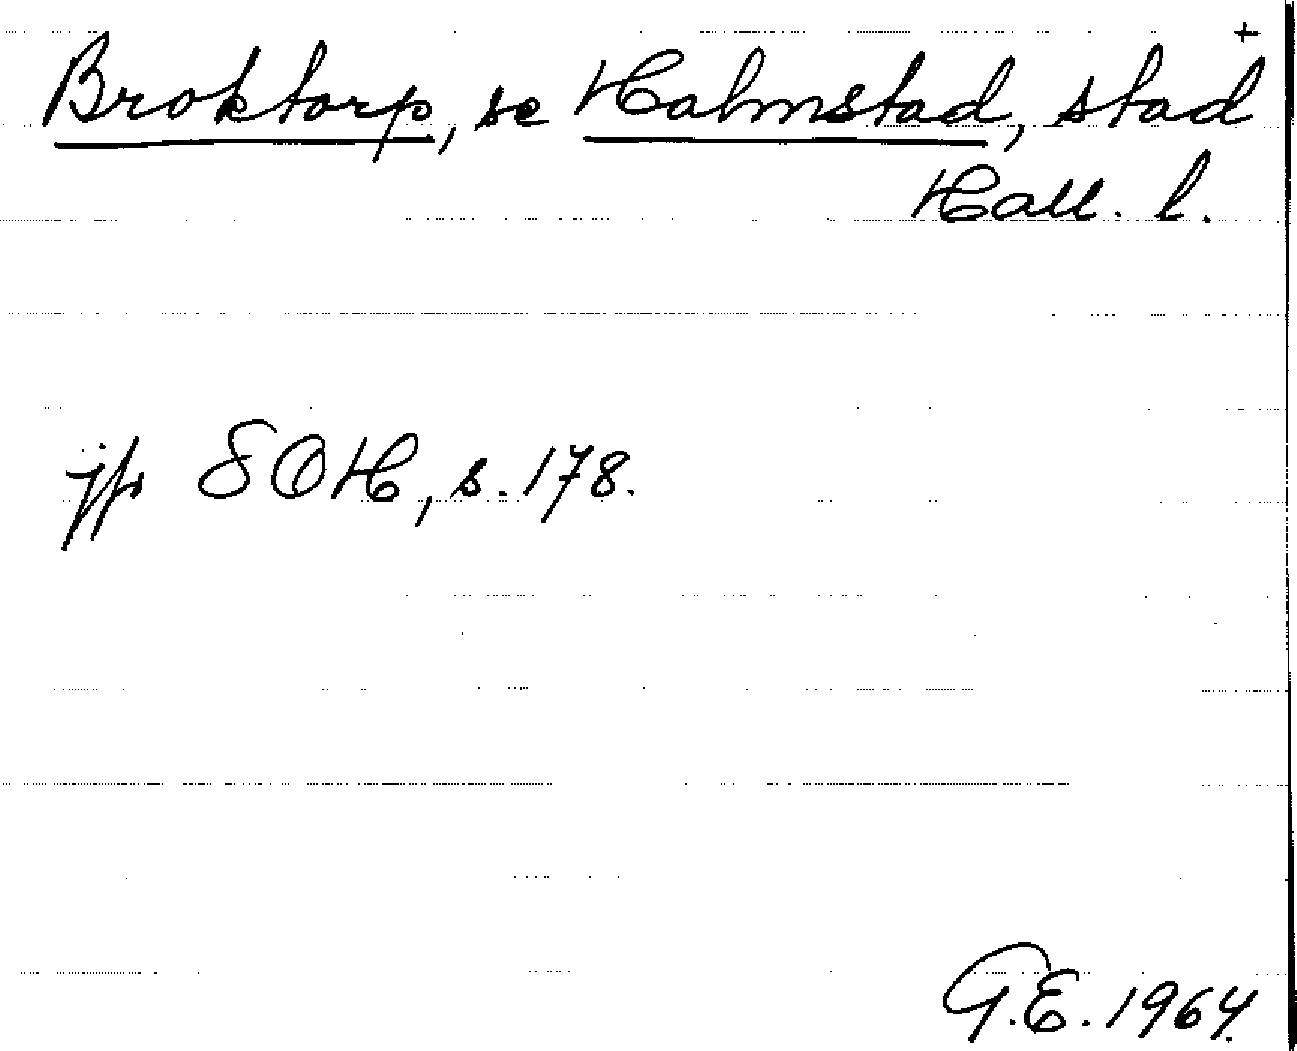 +
Broktorp, se Halmstad, stad
Hall. l.
jfr SOH, s. 178.
G.E. 1964.